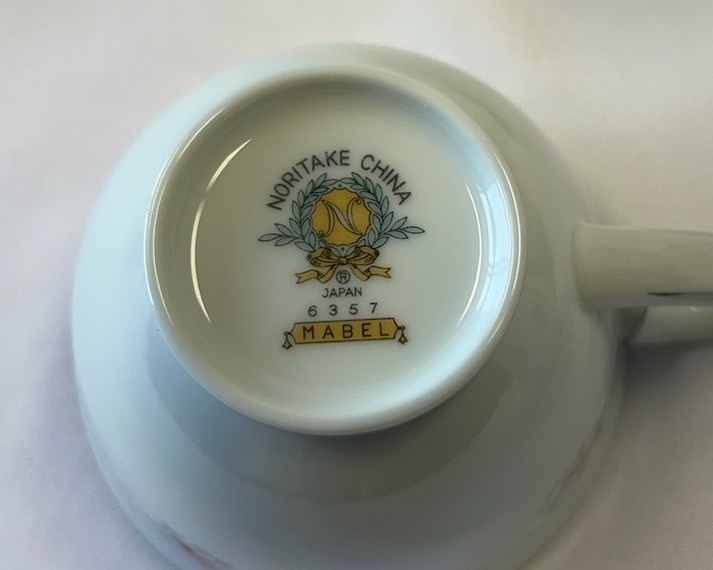 NORITAKE CHINA
N
®
JAPAN
6357
MABEL